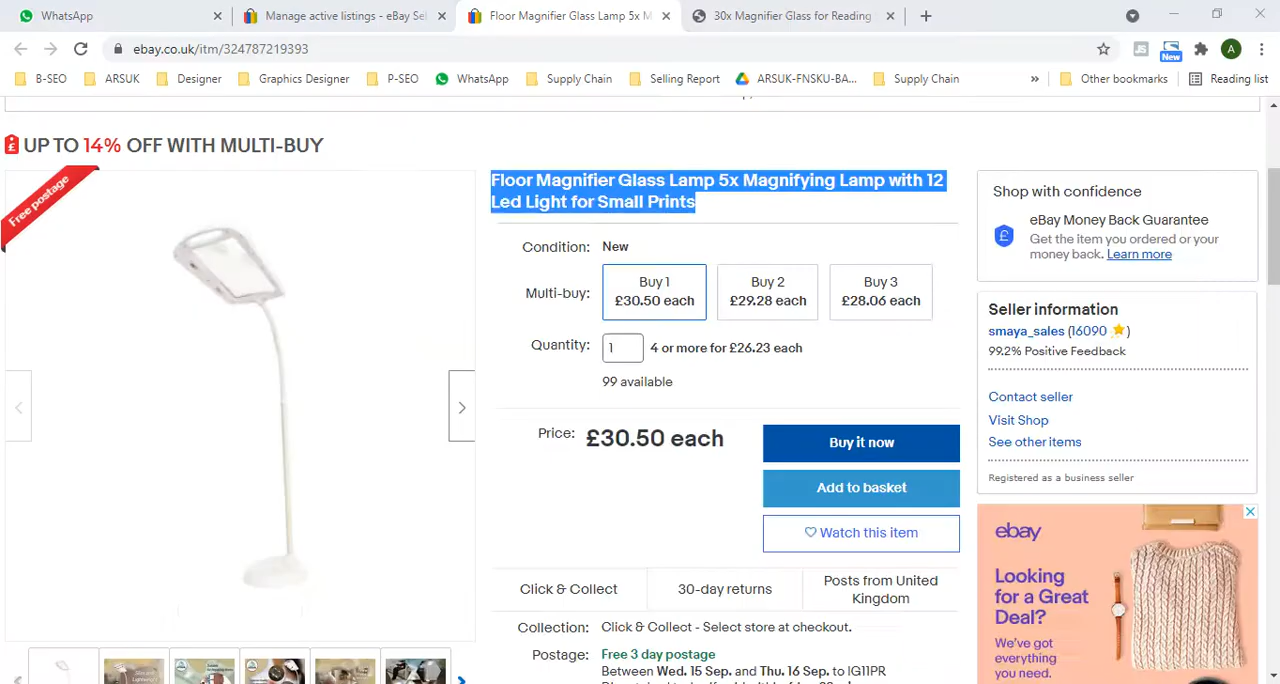 WhatsApp
Manage active listings - eBay Sel
Floor Magnifier Glass Lamp 5x M
30x Magnifier Glass for Reading
ebay.co.uk/itm/324787219393
JS
New
A
B-SEO
ARSUK
Designer
Graphics Designer
P-SEO
WhatsApp
Supply Chain
Selling Report
ARSUK-FNSKU-BA...
Supply Chain
»
Other bookmarks
Reading list
£ UP TO 14% OFF WITH MULTI-BUY
Free postage
Floor Magnifier Glass Lamp 5x Magnifying Lamp with 12
Led Light for Small Prints
Condition: New
Multi-buy:
Buy 1
£30.50 each
Buy 2
£29.28 each
Buy 3
£28.06 each
Quantity: 1 4 or more for £26.23 each
99 available
Price: £30.50 each
Buy it now
Add to basket
Watch this item
Click & Collect
30-day returns
Posts from United
Kingdom
Collection: Click & Collect - Select store at checkout.
Postage: Free 3 day postage
Between Wed. 15 Sep. and Thu. 16 Sep. to IG11PR
Shop with confidence
eBay Money Back Guarantee
£
Get the item you ordered or your
money back. Learn more
Seller information
smaya_sales (16090 )
99.2% Positive Feedback
Contact seller
Visit Shop
See other items
Registered as a business seller
ebay
Looking
for a Great
Deal?
We've got
everything
you need.